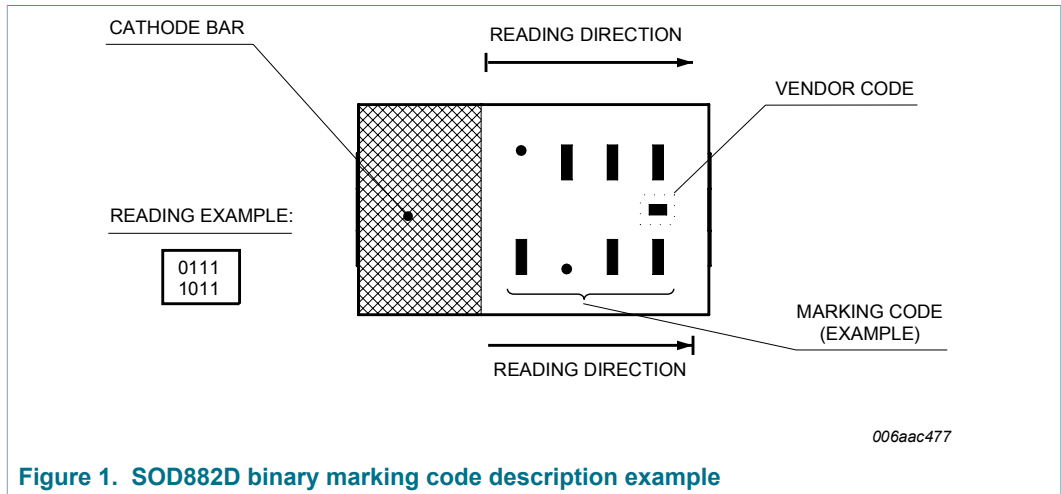 CATHODE BAR
READING DIRECTION
VENDOR CODE
READING EXAMPLE:
0111
1011
MARKING CODE
(EXAMPLE)
READING DIRECTION
006aac477
Figure 1. SOD882D binary marking code description example